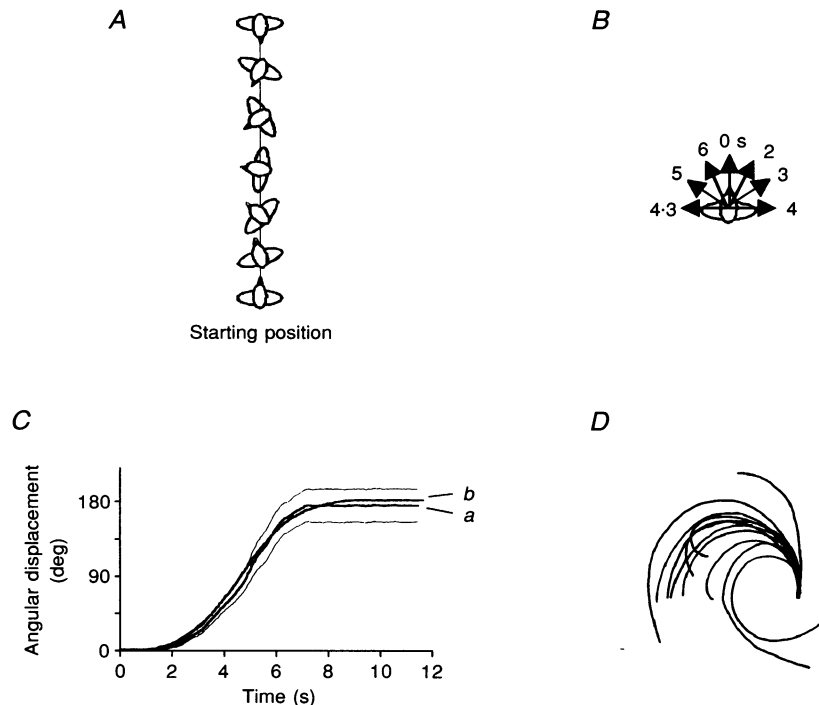 A
B
0 s
6
2
5
3
4·3
4
Starting position
C
D
Angular displacement
(deg)
180
90
0
b
a
0
2
4
6
8
10
12
Time (s)